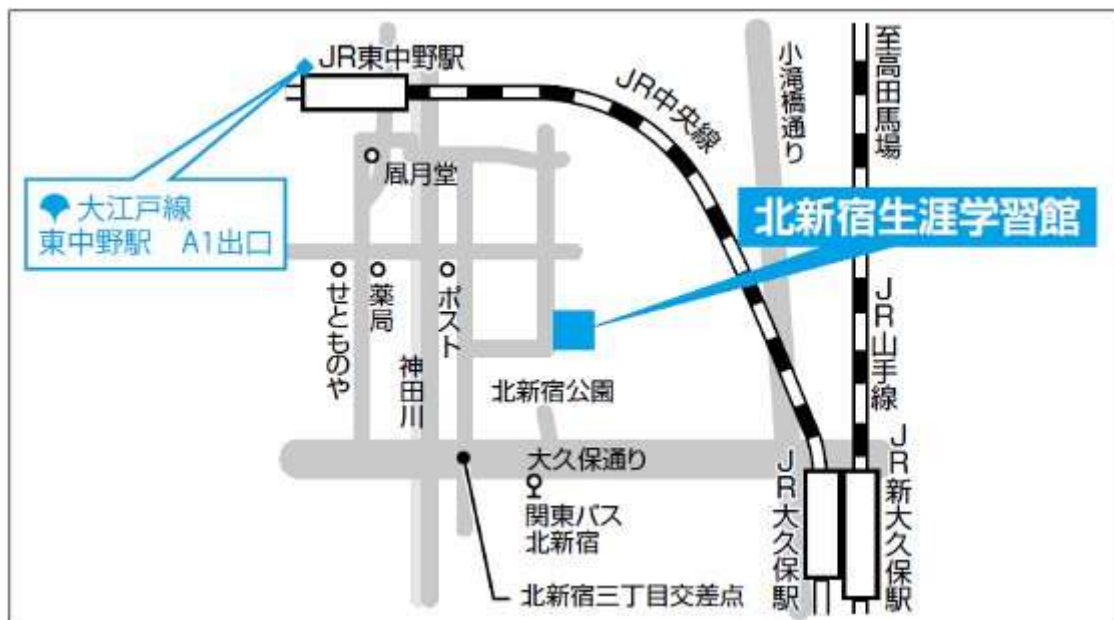 JR東中野駅
大江戸線
東中野駅　A1出口
凮月堂
せとものや
薬局
神田川
ポスト
JR中央線
小滝橋通り
至高田馬場
北新宿生涯学習館
JR山手線
北新宿公園
大久保通り
関東バス
北新宿
北新宿三丁目交差点
JR大久保駅
JR新大久保駅